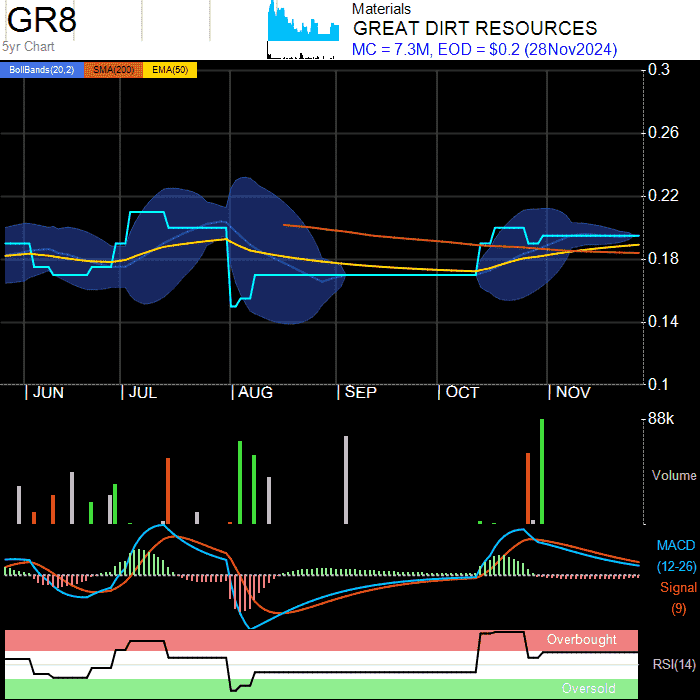 GR8
5yr Chart
Materials
GREAT DIRT RESOURCES
MC = 7.3M, EOD = $0.2 (28Nov2024)
BollBands(20,2) SMA(200) EMA(50)
0.3
0.26
0.22
0.18
0.14
0.1
JUN JUL AUG SEP OCT NOV
88k
Volume
MACD
(12-26)
Signal
(9)
Overbought
RSI(14)
Oversold